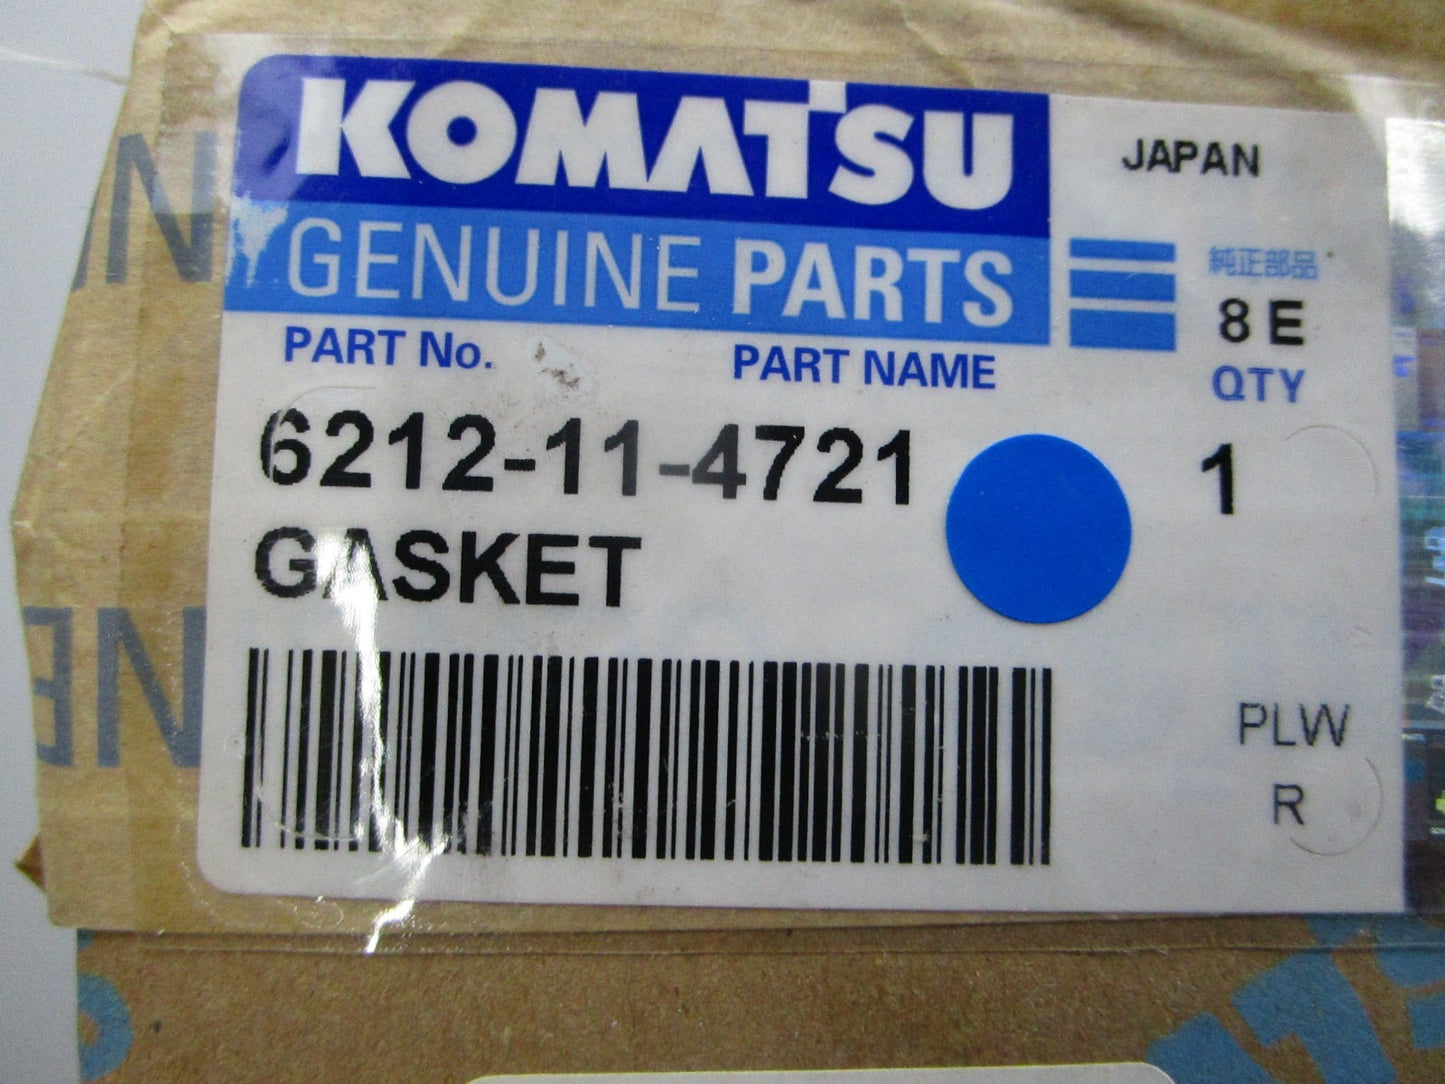 KOMATSU
GENUINE PARTS
JAPAN
純正部品
8 E
PART No.
PART NAME
QTY
6212-11-4721
1
GASKET
PLW
R